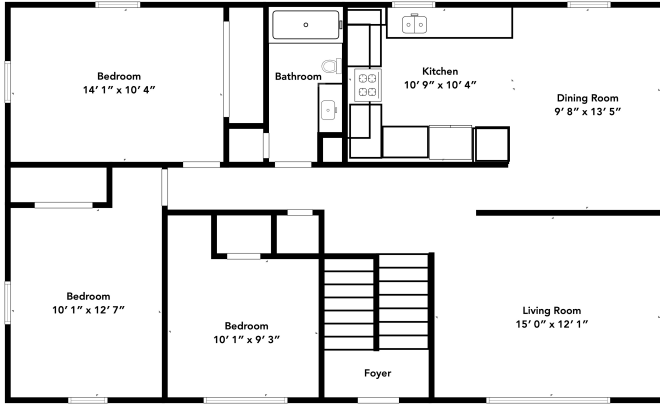 Bedroom
14' 1" x 10' 4"
Bathroom
Kitchen
10' 9" x 10' 4"
Dining Room
9' 8" x 13' 5"
Bedroom
10' 1" x 12' 7"
Bedroom
10' 1" x 9' 3"
Foyer
Living Room
15' 0" x 12' 1"